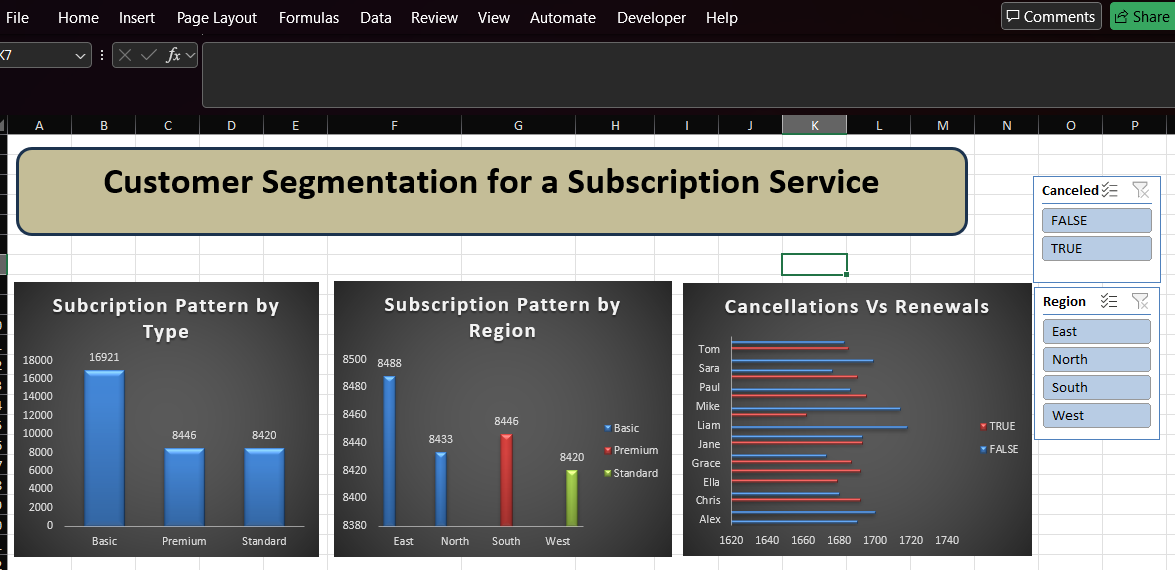 File Home Insert Page Layout Formulas Data Review View Automate Developer Help Comments Share
K7 fx
A B C D E F G H I J K L M N O P
Customer Segmentation for a Subscription Service
Canceled
FALSE
TRUE
Region
East
North
South
West
Subcription Pattern by
Type
18000
16000
14000
12000
10000
8000
6000
4000
2000
0
16921
8446
8420
Basic Premium Standard
Subscription Pattern by
Region
8500
8480
8460
8440
8420
8400
8380
8488
8433
8446
8420
East North South West
Basic
Premium
Standard
Cancellations Vs Renewals
Tom
Sara
Paul
Mike
Liam
Jane
Grace
Ella
Chris
Alex
1620 1640 1660 1680 1700 1720 1740
TRUE
FALSE